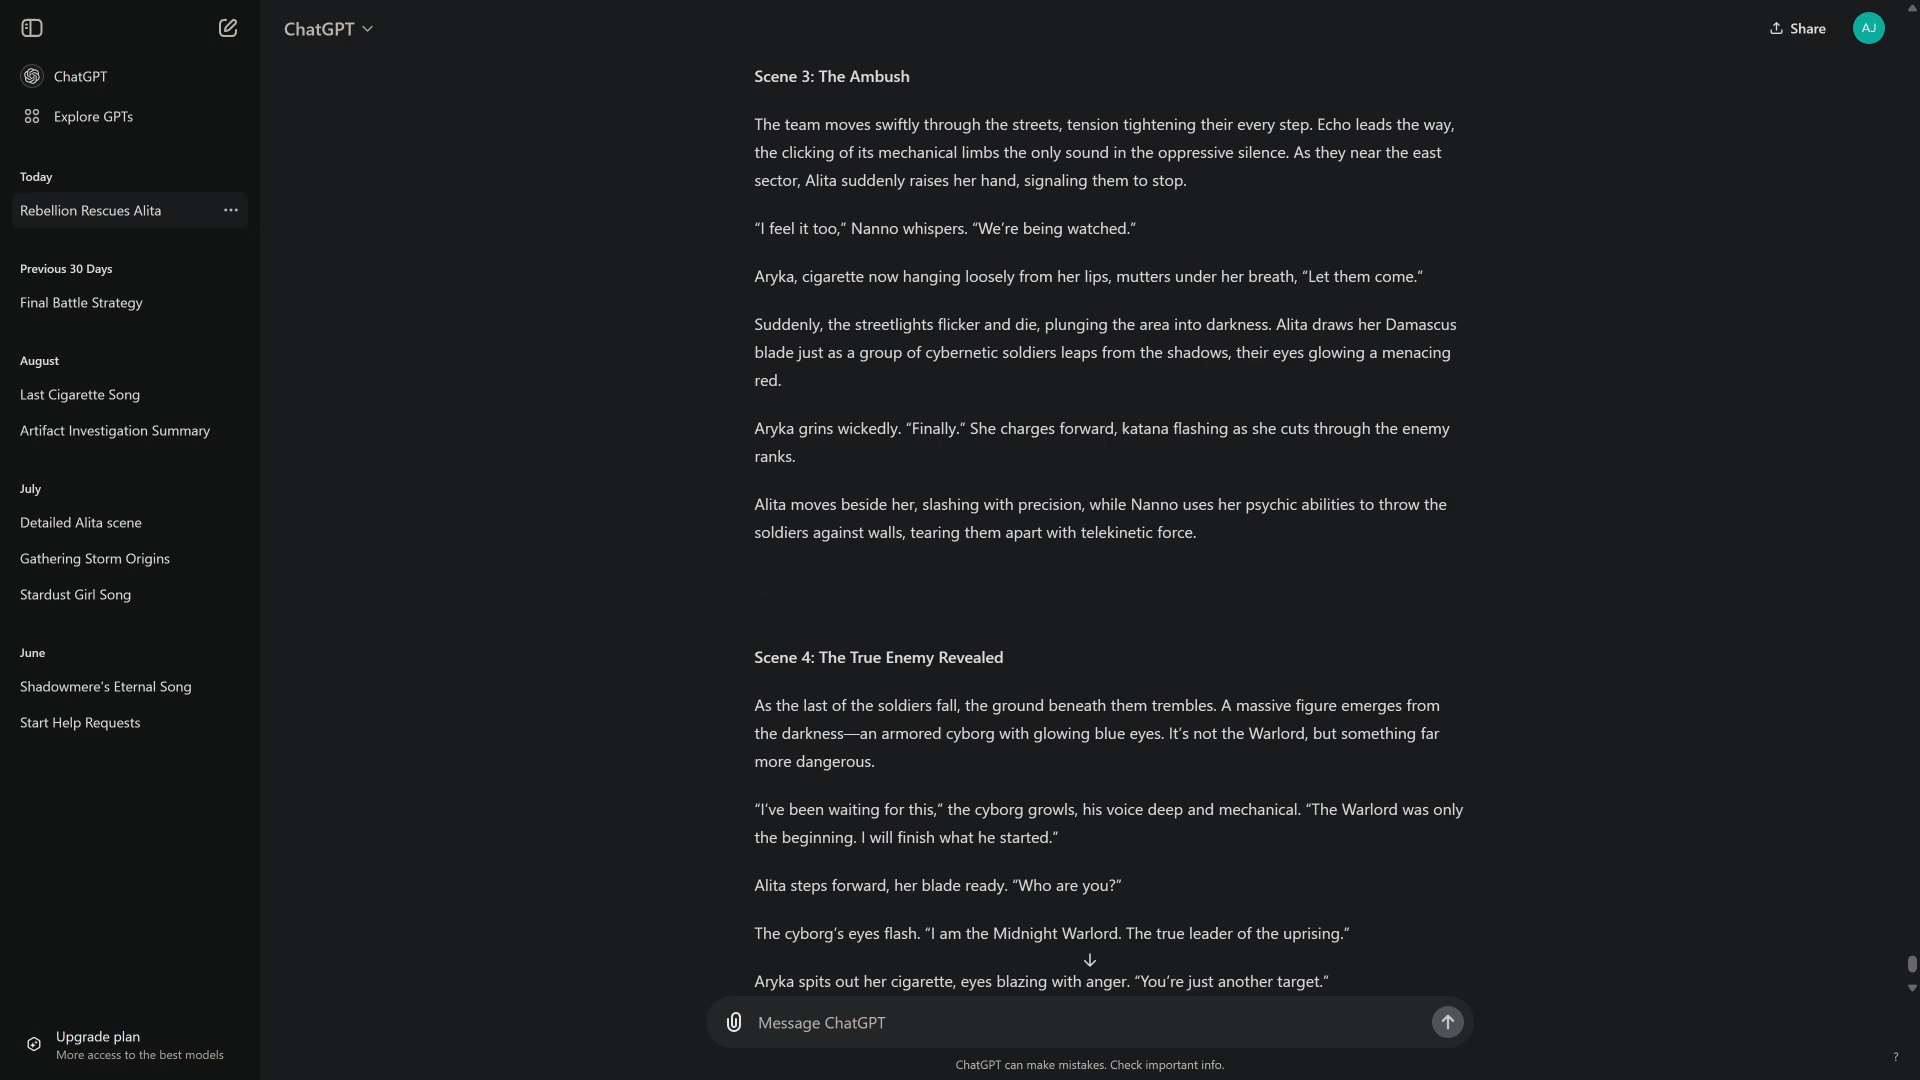 ChatGPT
Explore GPTs
Today
Rebellion Rescues Alita
Previous 30 Days
Final Battle Strategy
August
Last Cigarette Song
Artifact Investigation Summary
July
Detailed Alita scene
Gathering Storm Origins
Stardust Girl Song
June
Shadowmere's Eternal Song
Start Help Requests
Upgrade plan
More access to the best models
ChatGPT
Share
AJ
Scene 3: The Ambush
The team moves swiftly through the streets, tension tightening their every step. Echo leads the way,
the clicking of its mechanical limbs the only sound in the oppressive silence. As they near the east
sector, Alita suddenly raises her hand, signaling them to stop.
“I feel it too,” Nanno whispers. “We’re being watched.”
Aryka, cigarette now hanging loosely from her lips, mutters under her breath, “Let them come.”
Suddenly, the streetlights flicker and die, plunging the area into darkness. Alita draws her Damascus
blade just as a group of cybernetic soldiers leaps from the shadows, their eyes glowing a menacing
red.
Aryka grins wickedly. “Finally.” She charges forward, katana flashing as she cuts through the enemy
ranks.
Alita moves beside her, slashing with precision, while Nanno uses her psychic abilities to throw the
soldiers against walls, tearing them apart with telekinetic force.
Scene 4: The True Enemy Revealed
As the last of the soldiers fall, the ground beneath them trembles. A massive figure emerges from
the darkness—an armored cyborg with glowing blue eyes. It’s not the Warlord, but something far
more dangerous.
“I’ve been waiting for this,” the cyborg growls, his voice deep and mechanical. “The Warlord was only
the beginning. I will finish what he started.”
Alita steps forward, her blade ready. “Who are you?”
The cyborg’s eyes flash. “I am the Midnight Warlord. The true leader of the uprising.”
Aryka spits out her cigarette, eyes blazing with anger. “You’re just another target.”
Message ChatGPT
ChatGPT can make mistakes. Check important info.
?